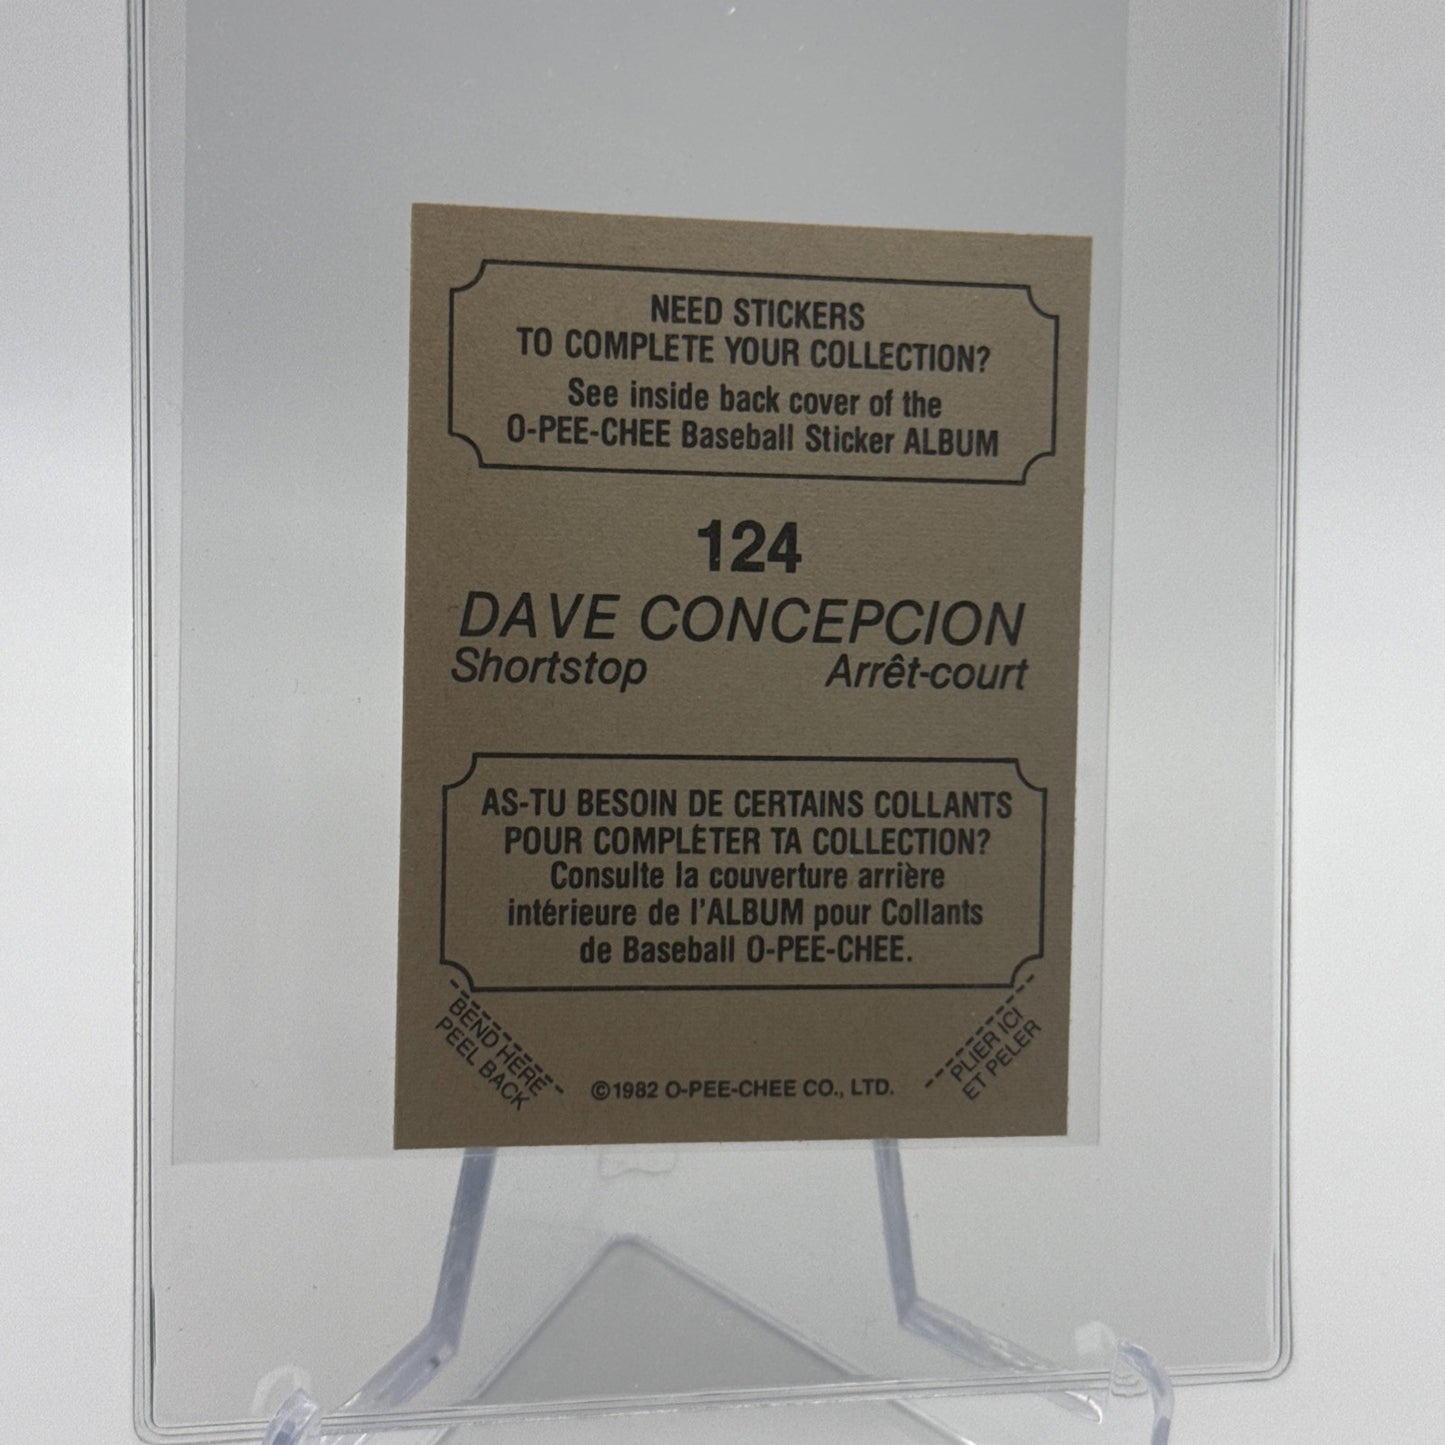 NEED STICKERS
TO COMPLETE YOUR COLLECTION?
See inside back cover of the
O-PEE-CHEE Baseball Sticker ALBUM
124
DAVE CONCEPCION
Shortstop Arrêt-court
AS-TU BESOIN DE CERTAINS COLLANTS
POUR COMPLÉTER TA COLLECTION?
Consulte la couverture arrière
intérieure de l'ALBUM pour Collants
de Baseball O-PEE-CHEE.
BEND HERE
PEEL BACK
©1982 O-PEE-CHEE CO., LTD.
PLIER ICI
ET PELER